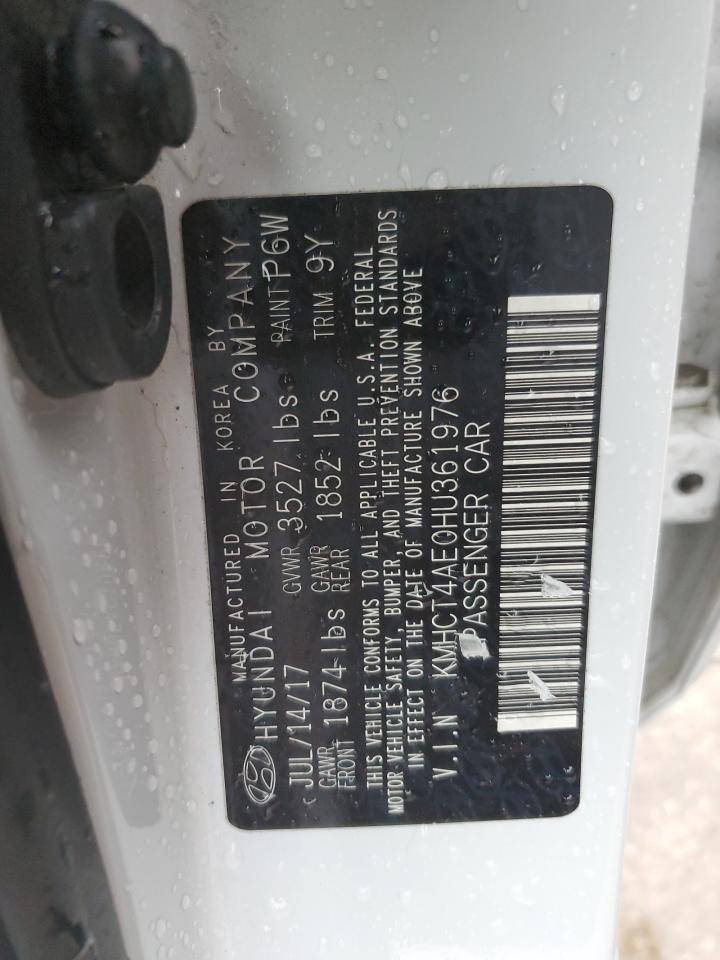 MANUFACTURED IN KOREA BY
HYUNDAI MOTOR COMPANY
JUL/14/17 GVWR 3527 lbs PAINT P6W
GAWR FRONT 1874 lbs GAWR REAR 1852 lbs TRIM 9Y
THIS VEHICLE CONFORMS TO ALL APPLICABLE U.S.A. FEDERAL
MOTOR VEHICLE SAFETY, BUMPER, AND THEFT PREVENTION STANDARDS
IN EFFECT ON THE DATE OF MANUFACTURE SHOWN ABOVE
V.I.N KMHCT4AE0HU361976
PASSENGER CAR